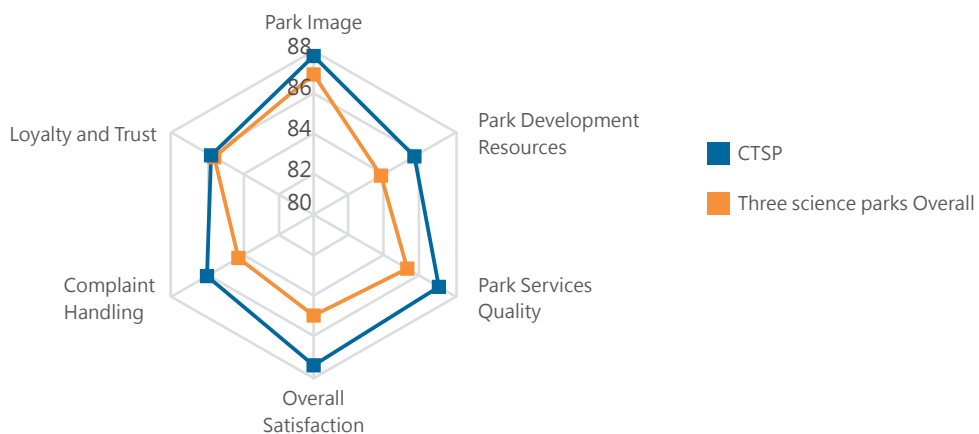 Park Image
88
86
84
82
80
Park Development
Resources
Park Services
Quality
Overall
Satisfaction
Complaint
Handling
Loyalty and Trust
CTSP
Three science parks Overall